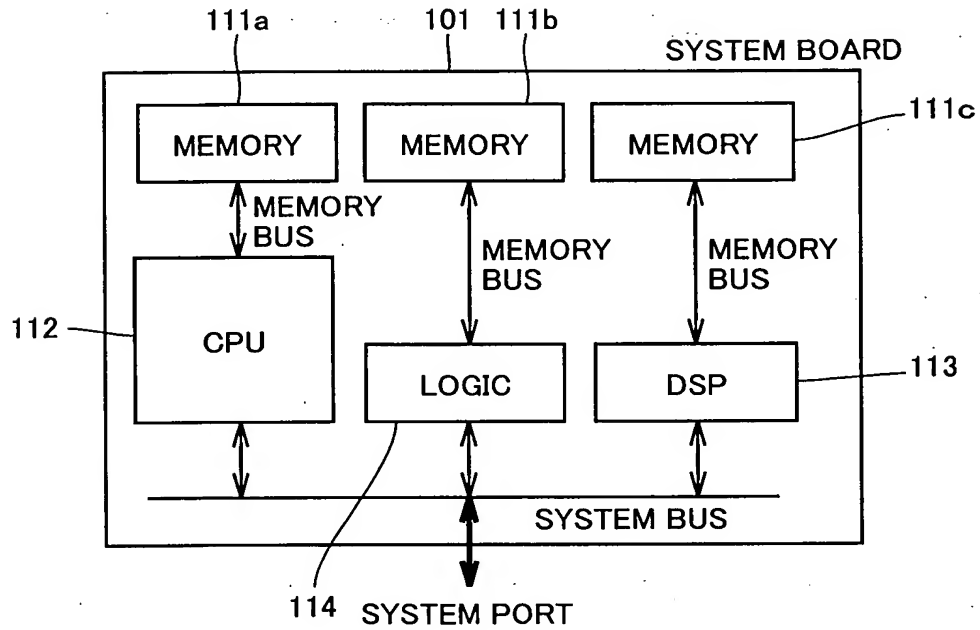 111a
101
111b
SYSTEM BOARD
111c
MEMORY
MEMORY
MEMORY
MEMORY
BUS
MEMORY
BUS
MEMORY
BUS
112
CPU
LOGIC
DSP
113
SYSTEM BUS
114
SYSTEM PORT